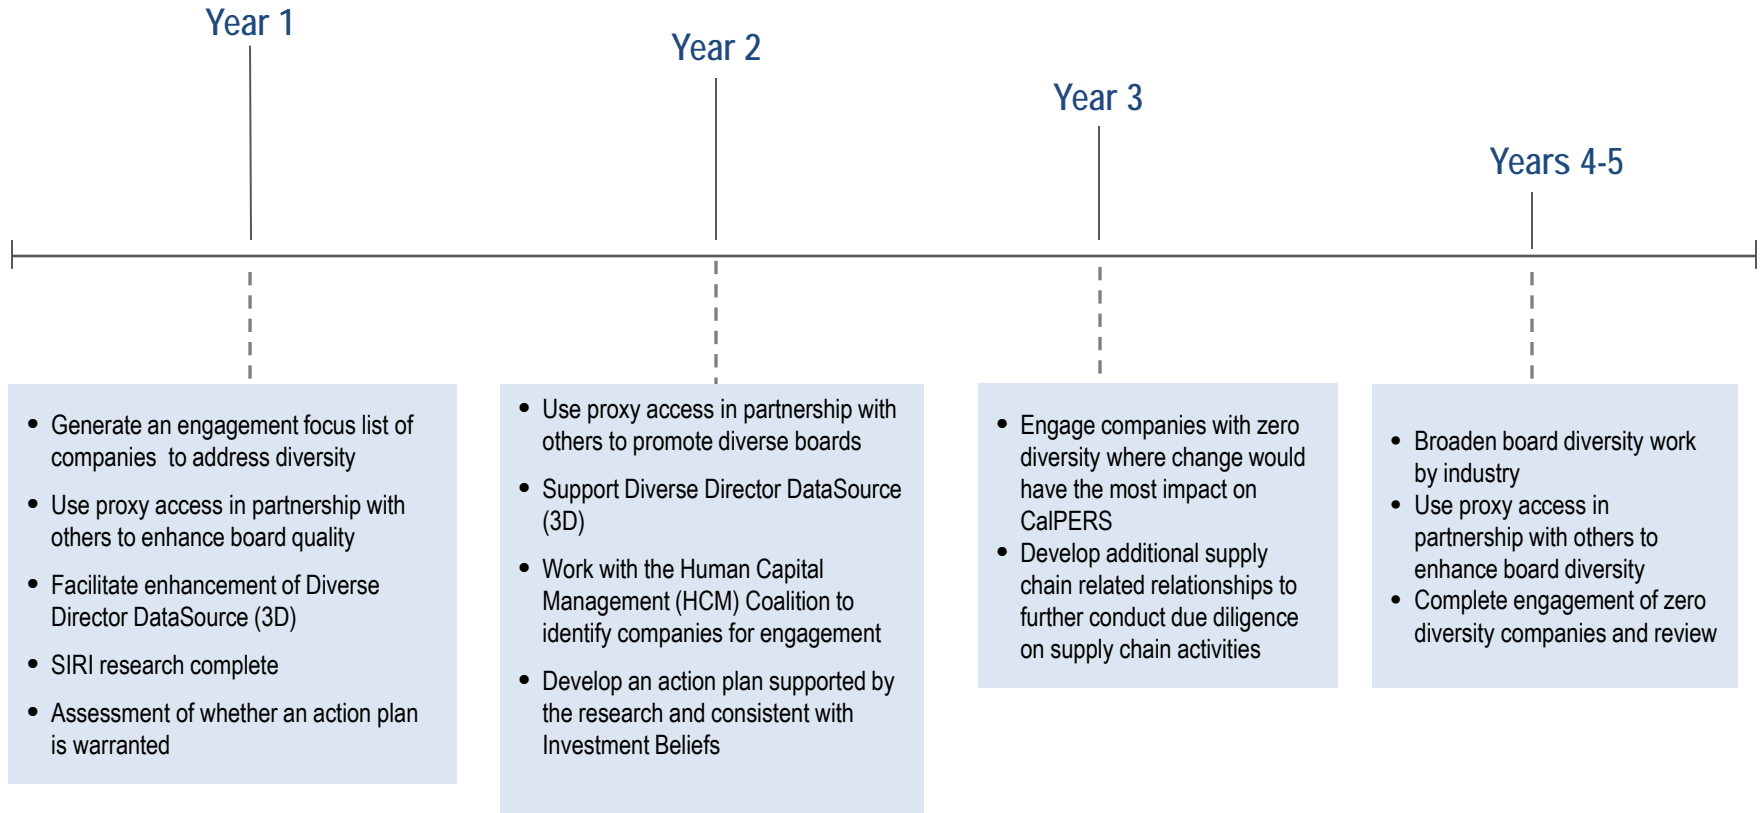 Year 1
Year 2
Year 3
Years 4-5
• Generate an engagement focus list of
companies to address diversity
• Use proxy access in partnership with
others to enhance board quality
• Facilitate enhancement of Diverse
Director DataSource (3D)
• SIRI research complete
• Assessment of whether an action plan
is warranted
• Use proxy access in partnership with
others to promote diverse boards
• Support Diverse Director DataSource
(3D)
• Work with the Human Capital
Management (HCM) Coalition to
identify companies for engagement
• Develop an action plan supported by
the research and consistent with
Investment Beliefs
• Engage companies with zero
diversity where change would
have the most impact on
CalPERS
• Develop additional supply
chain related relationships to
further conduct due diligence
on supply chain activities
• Broaden board diversity work
by industry
• Use proxy access in
partnership with others to
enhance board diversity
• Complete engagement of zero
diversity companies and review